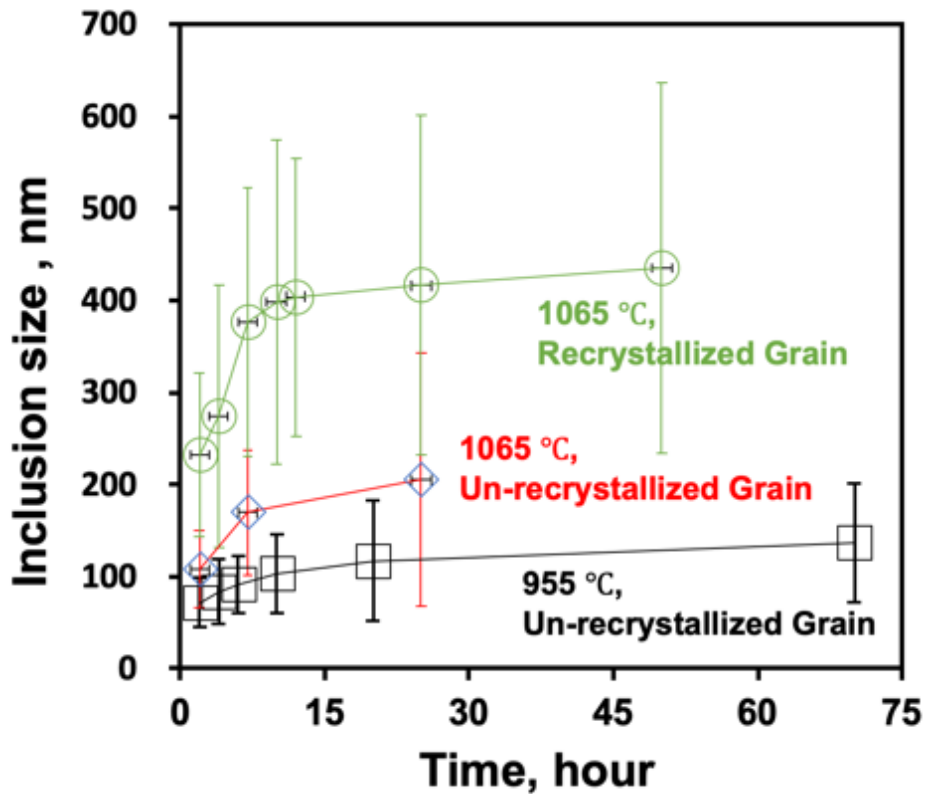 700
600
500
400
300
200
100
0
Inclusion size , nm
1065 ℃,
Recrystallized Grain
1065 ℃,
Un-recrystallized Grain
955 ℃,
Un-recrystallized Grain
0 15 30 45 60 75
Time, hour